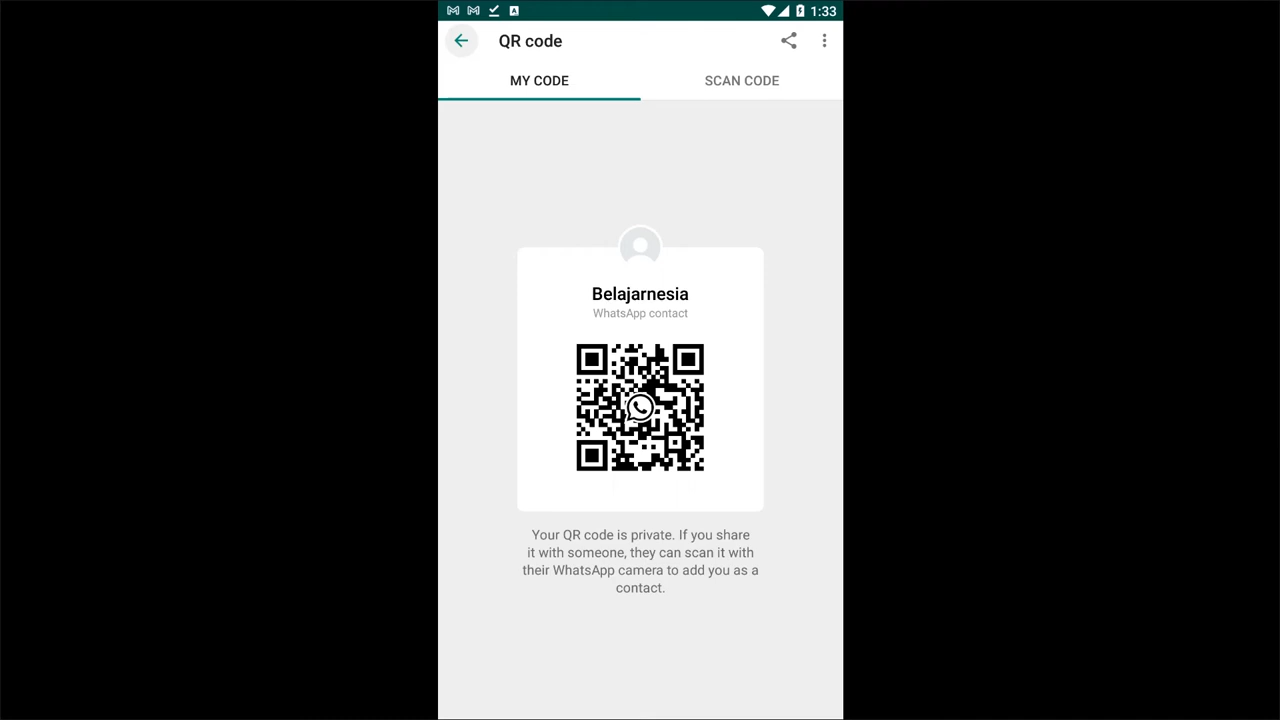 1:33
QR code
MY CODE
SCAN CODE
Belajarnesia
WhatsApp contact
Your QR code is private. If you share
it with someone, they can scan it with
their WhatsApp camera to add you as a
contact.